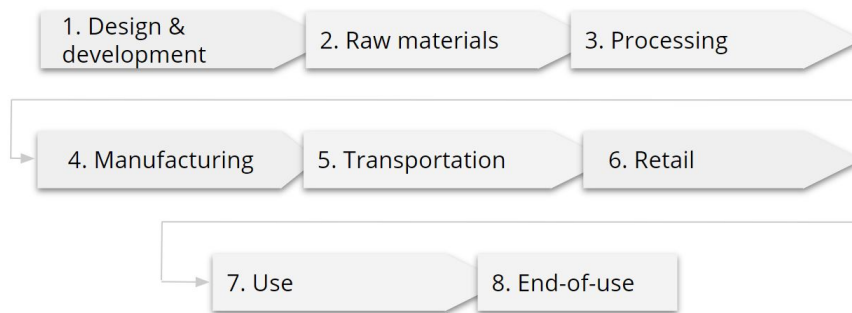 1. Design &
development
2. Raw materials
3. Processing
4. Manufacturing
5. Transportation
6. Retail
7. Use
8. End-of-use